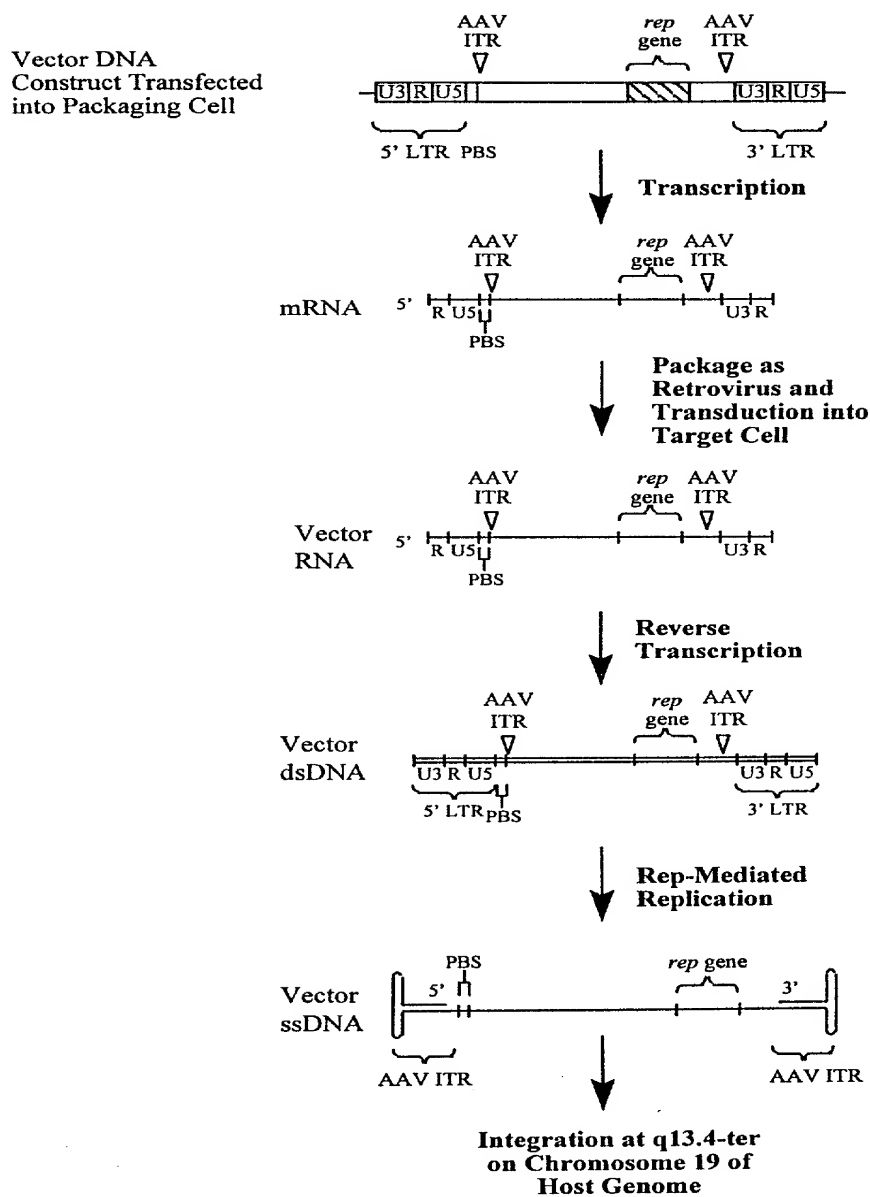 AAV
ITR
rep
gene
AAV
ITR
Vector DNA
Construct Transfected
into Packaging Cell
U3 R U5
U3 R U5
5' LTR PBS
3' LTR
Transcription
AAV
ITR
rep
gene
AAV
ITR
mRNA
5'
R U5
U3 R
PBS
Package as
Retrovirus and
Transduction into
Target Cell
AAV
ITR
rep
gene
AAV
ITR
Vector
RNA
5'
R U5
U3 R
PBS
Reverse
Transcription
AAV
ITR
rep
gene
AAV
ITR
Vector
dsDNA
U3 R U5
U3 R U5
5' LTR PBS
3' LTR
Rep-Mediated
Replication
PBS
rep gene
Vector
ssDNA
5'
3'
AAV ITR
AAV ITR
Integration at q13.4-ter
on Chromosome 19 of
Host Genome